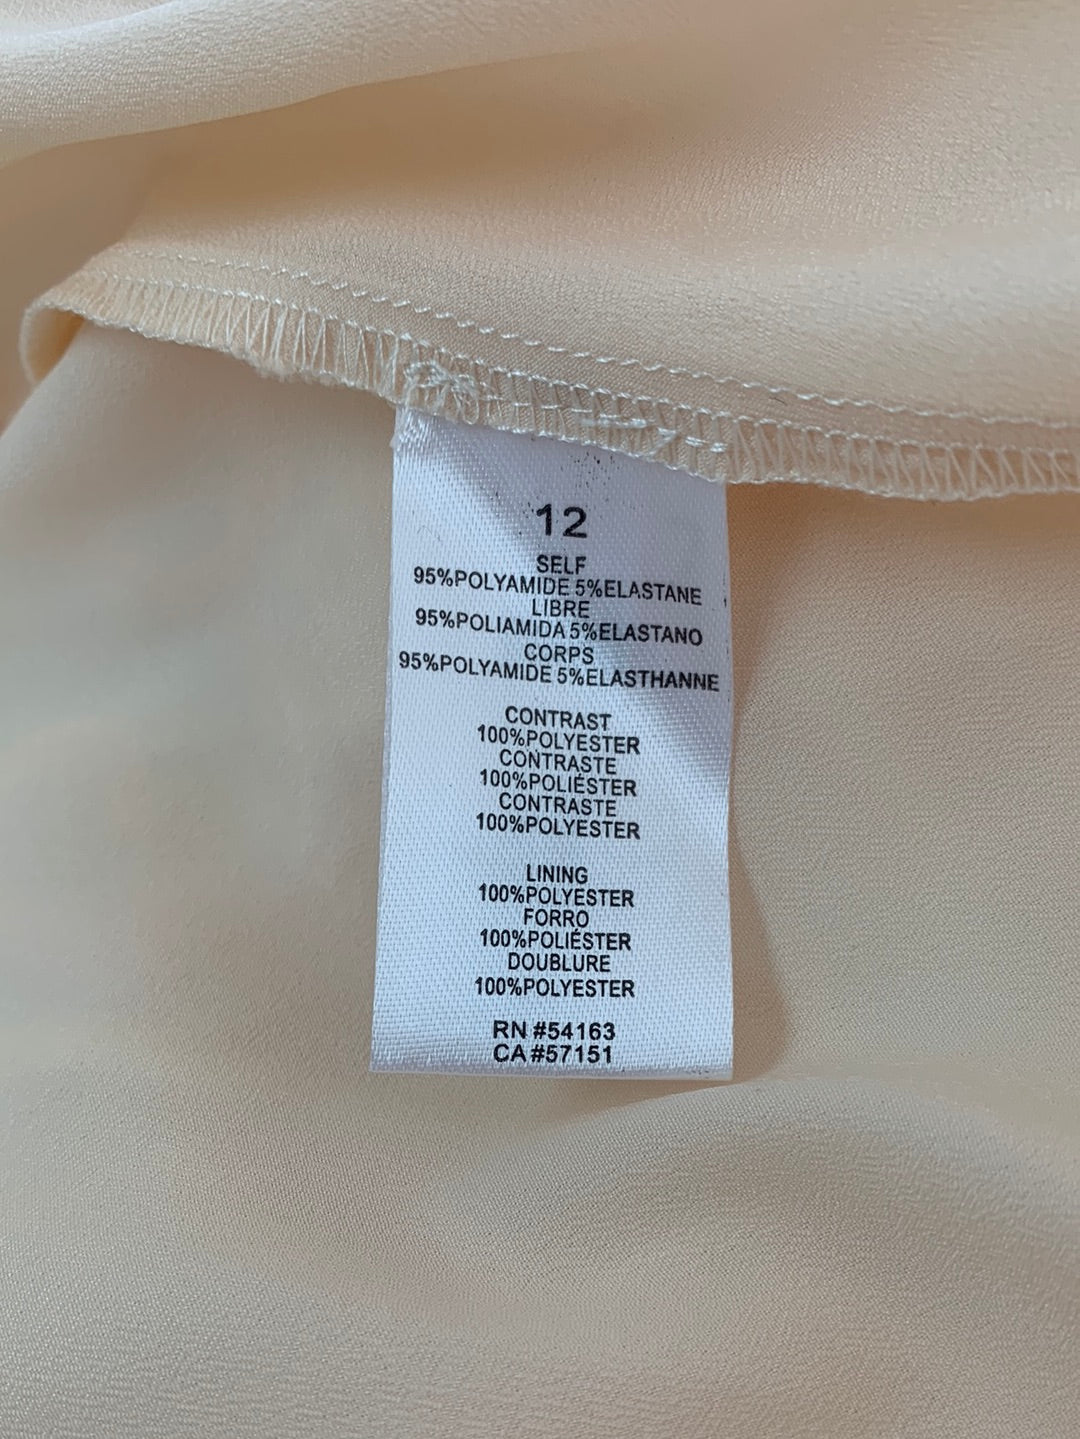 12
SELF
95%POLYAMIDE 5%ELASTANE
LIBRE
95%POLIAMIDA 5%ELASTANO
CORPS
95%POLYAMIDE 5%ELASTHANNE
CONTRAST
100%POLYESTER
CONTRASTE
100%POLIÉSTER
CONTRASTE
100%POLYESTER
LINING
100%POLYESTER
FORRO
100%POLIÉSTER
DOUBLURE
100%POLYESTER
RN #54163
CA #57151